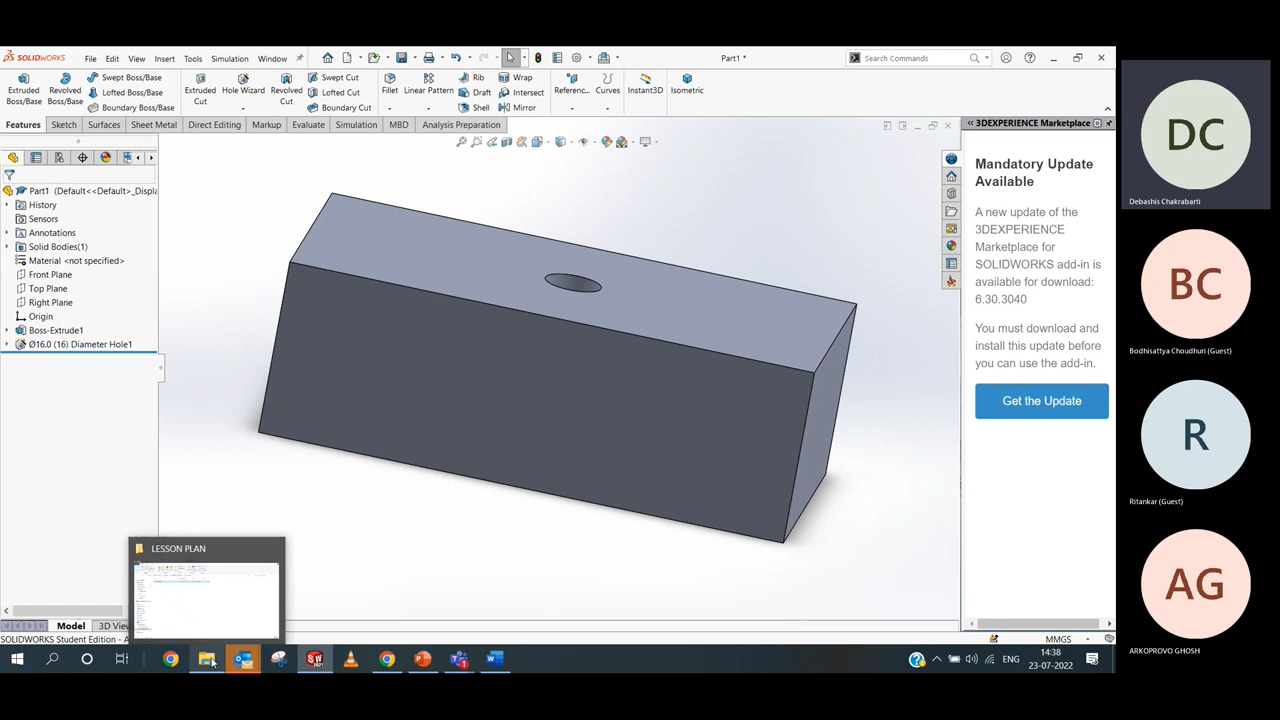 SOLIDWORKS
File
Edit
View
Insert
Tools
Simulation
Window
Part1 *
Search Commands
Extruded
Boss/Base
Revolved
Boss/Base
Swept Boss/Base
Lofted Boss/Base
Boundary Boss/Base
Extruded
Cut
Hole Wizard
Revolved
Cut
Swept Cut
Lofted Cut
Boundary Cut
Fillet
Linear Pattern
Rib
Draft
Shell
Wrap
Intersect
Mirror
Referenc...
Curves
Instant3D
Isometric
Features
Sketch
Surfaces
Sheet Metal
Direct Editing
Markup
Evaluate
Simulation
MBD
Analysis Preparation
Part1 (Default<<Default>_Displa
History
Sensors
Annotations
Solid Bodies(1)
Material <not specified>
Front Plane
Top Plane
Right Plane
Origin
Boss-Extrude1
Ø16.0 (16) Diameter Hole1
3DEXPERIENCE Marketplace
Mandatory Update
Available
A new update of the
3DEXPERIENCE
Marketplace for
SOLIDWORKS add-in is
available for download:
6.30.3040
You must download and
install this update before
you can use the add-in.
Get the Update
LESSON PLAN
Model
3D Vie
SOLIDWORKS Student Edition - A
MMGS
ENG
14:38
23-07-2022
DC
Debashis Chakrabarti
BC
Bodhisattya Choudhuri (Guest)
R
Ritankar (Guest)
AG
ARKOPROVO GHOSH